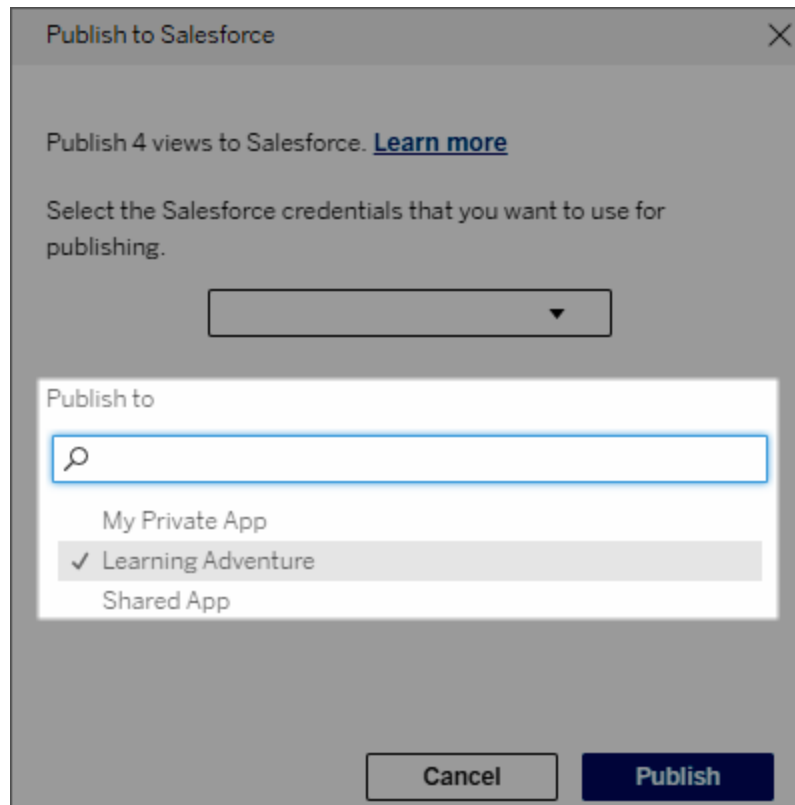 Publish to Salesforce
Publish 4 views to Salesforce. Learn more
Select the Salesforce credentials that you want to use for
publishing.
Publish to
My Private App
Learning Adventure
Shared App
Cancel Publish